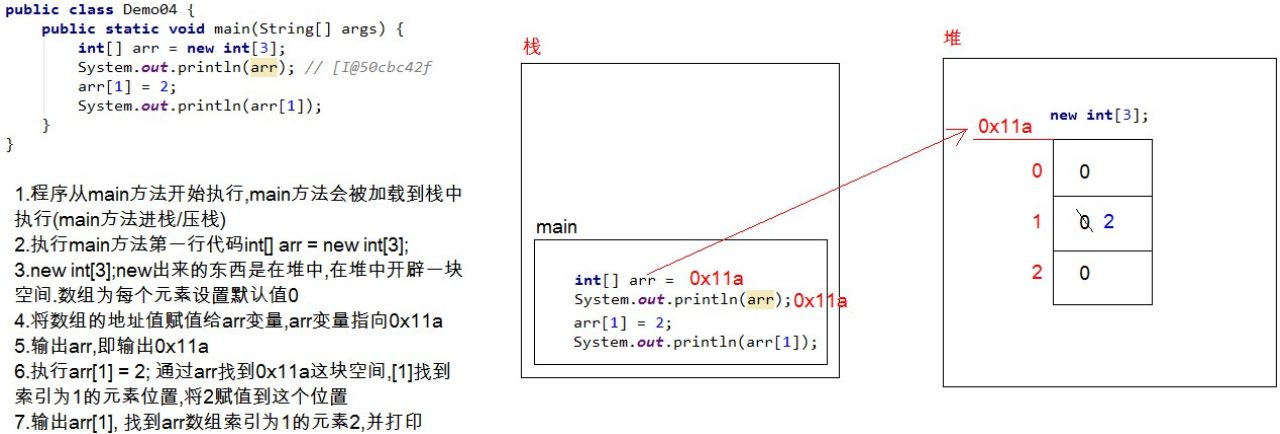 public class Demo04 {
public static void main(String[] args) {
int[] arr = new int[3];
System.out.println(arr); // [I@50cbc42f
arr[1] = 2;
System.out.println(arr[1]);
}
}
1.程序从main方法开始执行,main方法会被加载到栈中
执行(main方法进栈/压栈)
2.执行main方法第一行代码int[] arr = new int[3];
3.new int[3];new出来的东西是在堆中,在堆中开辟一块
空间.数组为每个元素设置默认值0
4.将数组的地址值赋值给arr变量,arr变量指向0x11a
5.输出arr,即输出0x11a
6.执行arr[1] = 2; 通过arr找到0x11a这块空间,[1]找到
索引为1的元素位置,将2赋值到这个位置
7.输出arr[1], 找到arr数组索引为1的元素2,并打印
栈
main
int[] arr = 0x11a
System.out.println(arr);0x11a
arr[1] = 2;
System.out.println(arr[1]);
堆
new int[3];
0x11a
0 0
1 0 2
2 0